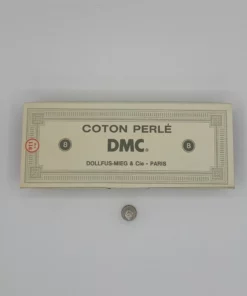 COTON PERLÉ
8 DMC® 8
DOLLFUS-MIEG & Cie - PARIS